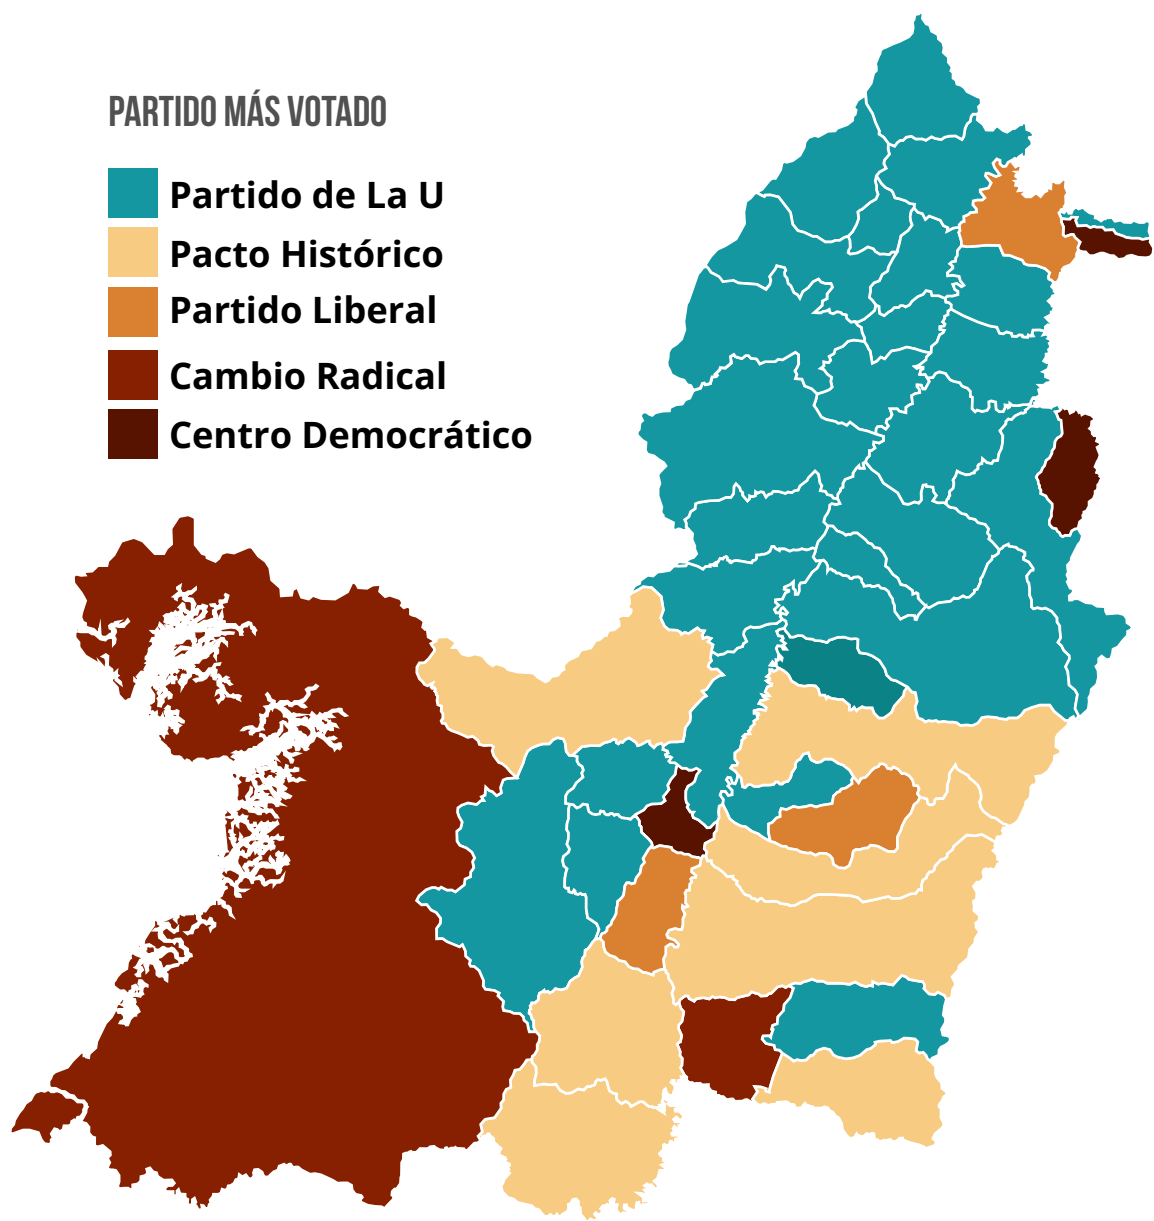 PARTIDO MÁS VOTADO
Partido de La U
Pacto Histórico
Partido Liberal
Cambio Radical
Centro Democrático